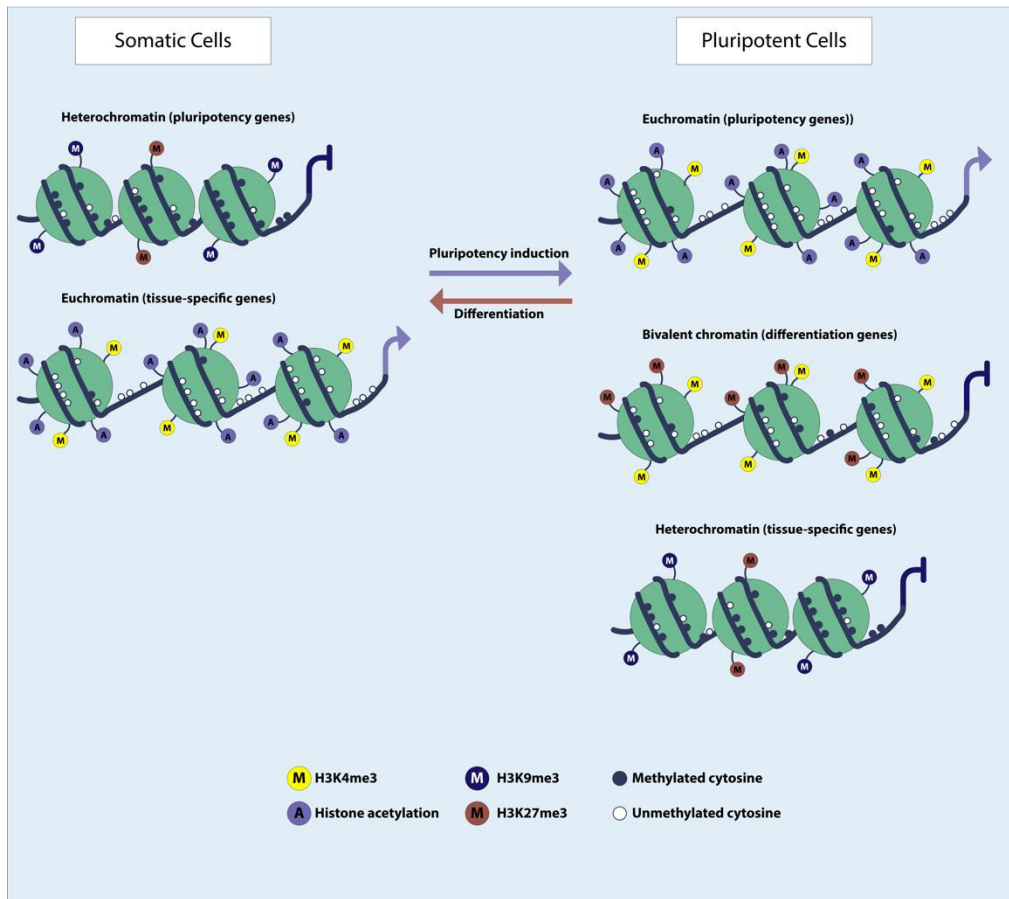 Somatic Cells
Pluripotent Cells
Heterochromatin (pluripotency genes)
M
M
M
M
M
M
Euchromatin (tissue-specific genes)
A
A
M
A
M
A
A
A
M
A
M
A
M
A
A
M
A
Pluripotency induction
Differentiation
Euchromatin (pluripotency genes))
A
A
M
A
M
A
A
A
A
M
A
M
A
M
A
A
M
A
Bivalent chromatin (differentiation genes)
M
M
M
M
M
M
M
M
M
M
M
M
M
Heterochromatin (tissue-specific genes)
M
M
M
M
M
M
M H3K4me3
M H3K9me3
Methylated cytosine
A Histone acetylation
M H3K27me3
Unmethylated cytosine